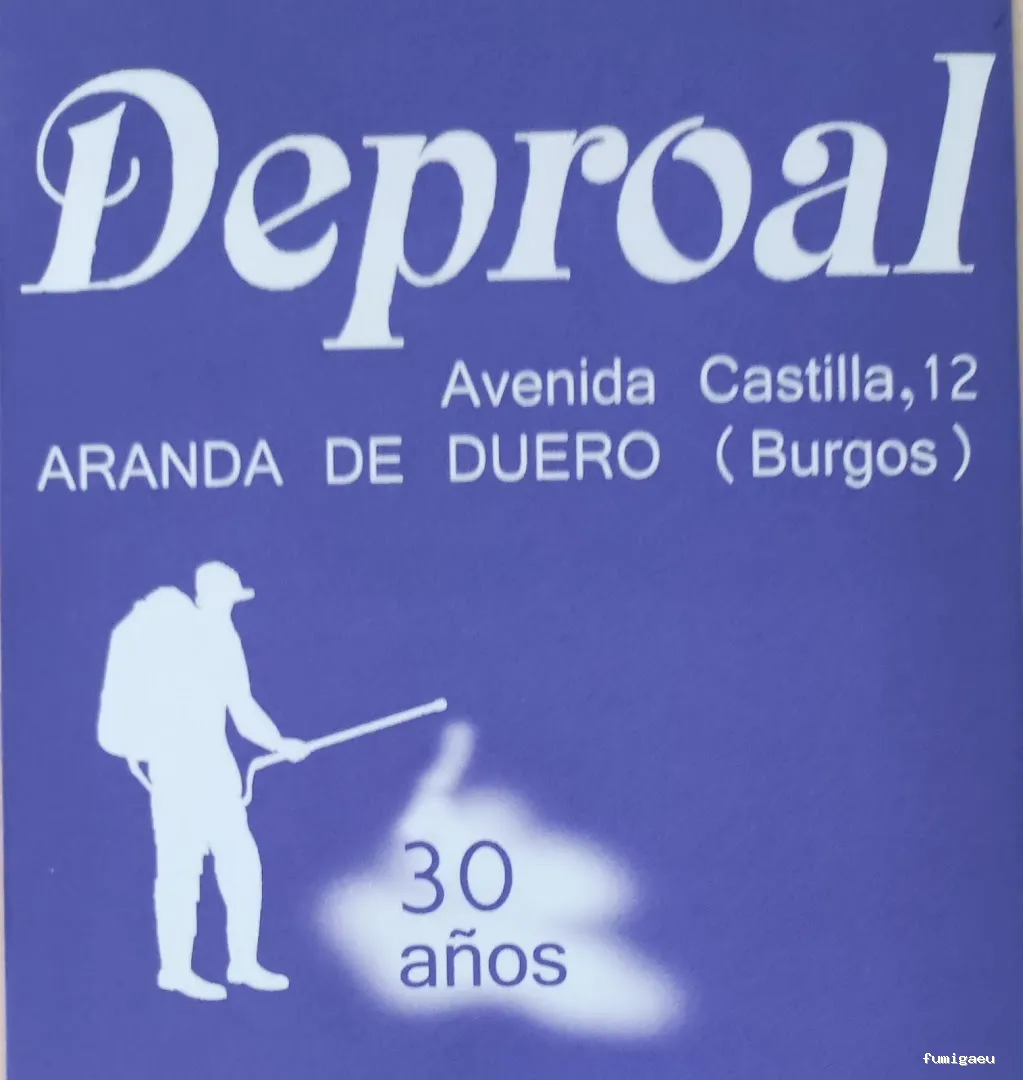 Deproal
Avenida Castilla,12
ARANDA DE DUERO (Burgos)
30
años
fumigaeu